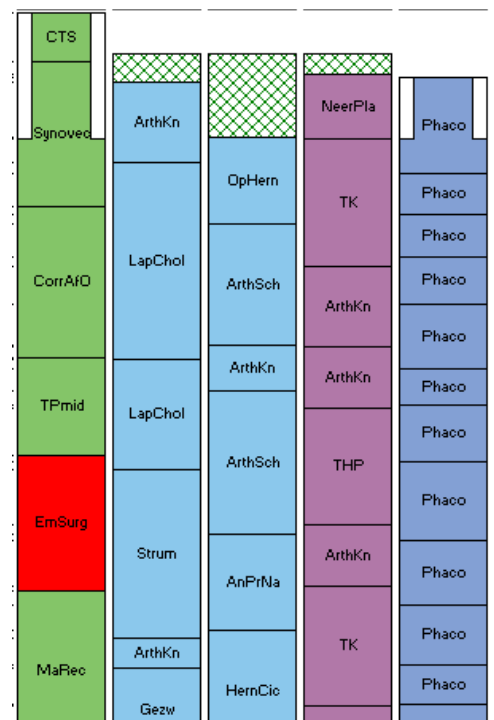 CTS
Synovec
CorrAfO
TPmid
EmSurg
MaRec
ArthKn
LapChol
LapChol
Strum
ArthKn
Gezw
OpHern
ArthSch
ArthKn
ArthSch
AnPrNa
HernCic
NeerPla
TK
ArthKn
ArthKn
THP
ArthKn
TK
Phaco
Phaco
Phaco
Phaco
Phaco
Phaco
Phaco
Phaco
Phaco
Phaco
Phaco